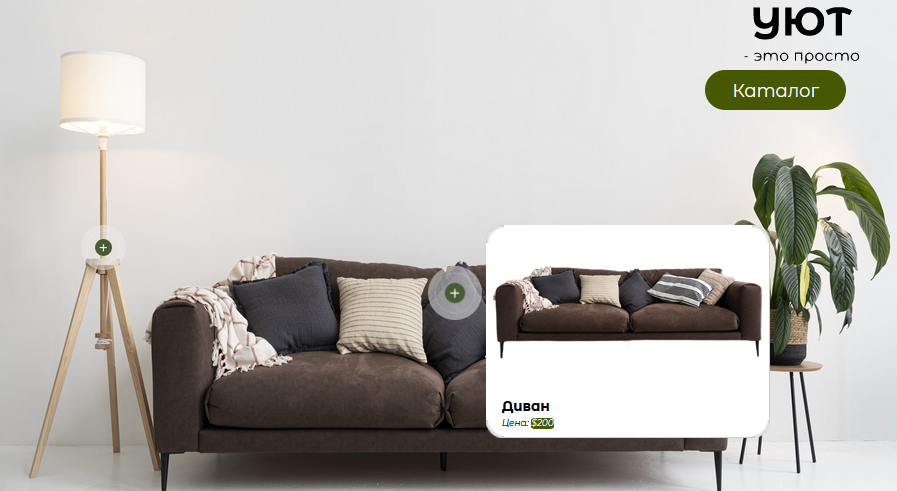 уют
- это просто
Каталог
Диван
Цена: $200